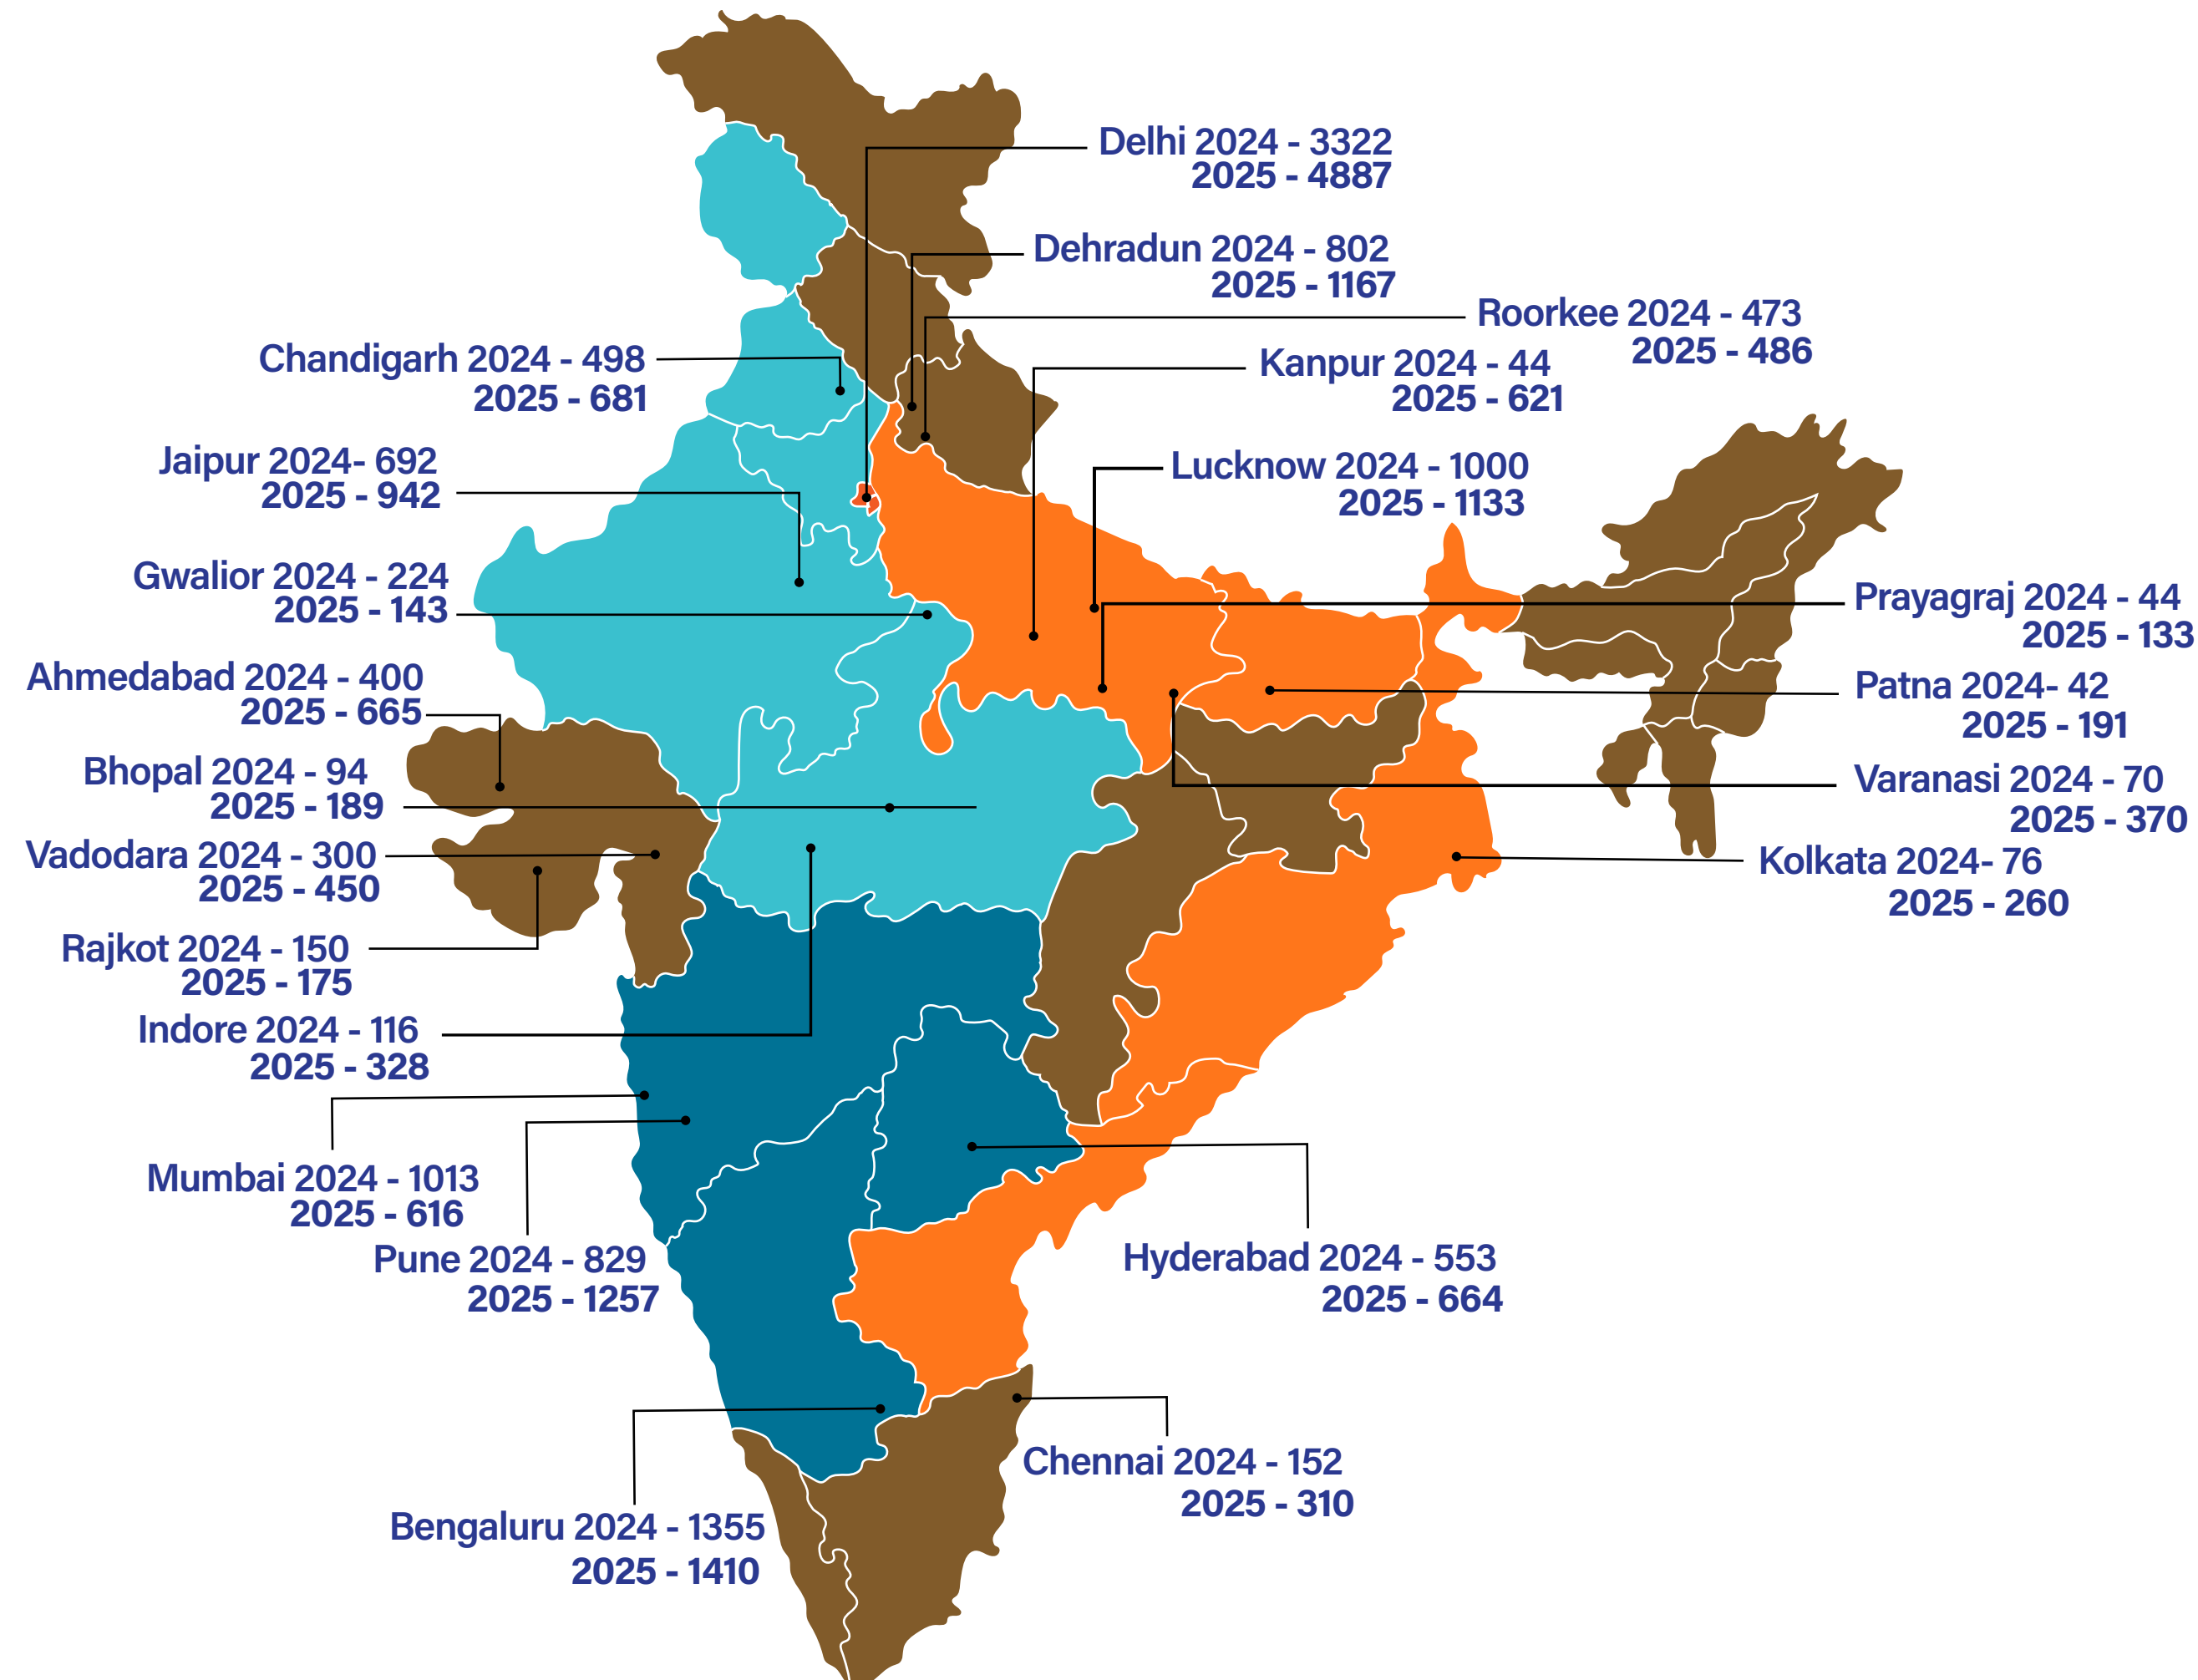 Delhi 2024 - 3322
2025 - 4887
Dehradun 2024 - 802
2025 - 1167
Roorkee 2024 - 473
2025 - 486
Chandigarh 2024 - 498
2025 - 681
Kanpur 2024 - 44
2025 - 621
Jaipur 2024- 692
2025 - 942
Lucknow 2024 - 1000
2025 - 1133
Gwalior 2024 - 224
2025 - 143
Prayagraj 2024 - 44
2025 - 133
Ahmedabad 2024 - 400
2025 - 665
Patna 2024- 42
2025 - 191
Bhopal 2024 - 94
2025 - 189
Varanasi 2024 - 70
2025 - 370
Vadodara 2024 - 300
2025 - 450
Kolkata 2024- 76
2025 - 260
Rajkot 2024 - 150
2025 - 175
Indore 2024 - 116
2025 - 328
Mumbai 2024 - 1013
2025 - 616
Pune 2024 - 829
2025 - 1257
Hyderabad 2024 - 553
2025 - 664
Chennai 2024 - 152
2025 - 310
Bengaluru 2024 - 1355
2025 - 1410